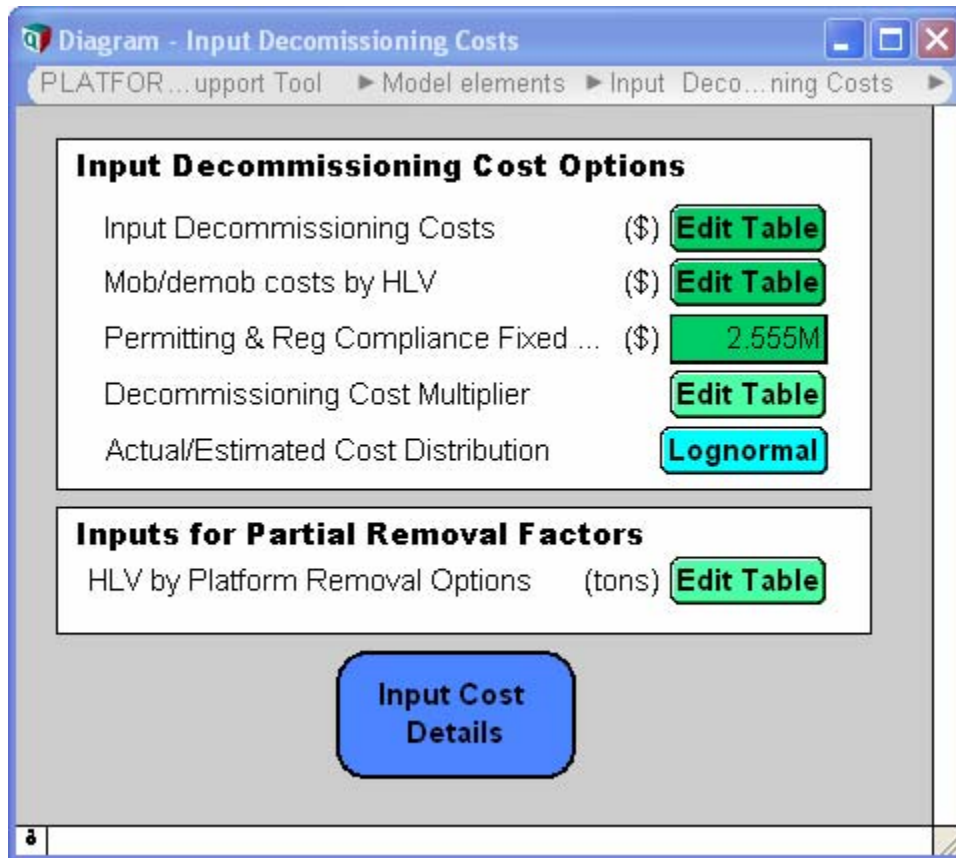 Diagram - Input Decomissioning Costs
PLATFOR...upport Tool ▶ Model elements ▶ Input Deco...ning Costs ▶
Input Decommissioning Cost Options
Input Decommissioning Costs ($) Edit Table
Mob/demob costs by HLV ($) Edit Table
Permitting & Reg Compliance Fixed ... ($) 2.555M
Decommissioning Cost Multiplier Edit Table
Actual/Estimated Cost Distribution Lognormal
Inputs for Partial Removal Factors
HLV by Platform Removal Options (tons) Edit Table
Input Cost
Details